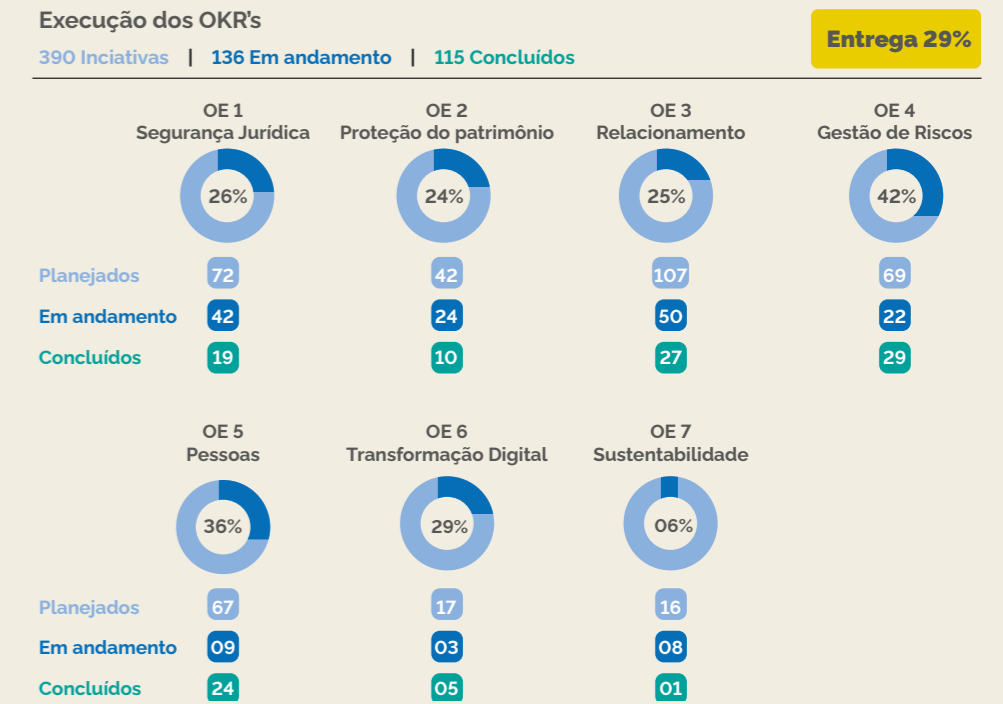 Execução dos OKR's
Entrega 29%
390 Inciativas | 136 Em andamento | 115 Concluídos
OE 1 OE 2 OE 3 OE 4
Segurança Jurídica Proteção do patrimônio Relacionamento Gestão de Riscos
26% 24% 25% 42%
Planejados 72 42 107 69
Em andamento 42 24 50 22
Concluídos 19 10 27 29
OE 5 OE 6 OE 7
Pessoas Transformação Digital Sustentabilidade
36% 29% 06%
Planejados 67 17 16
Em andamento 09 03 08
Concluídos 24 05 01